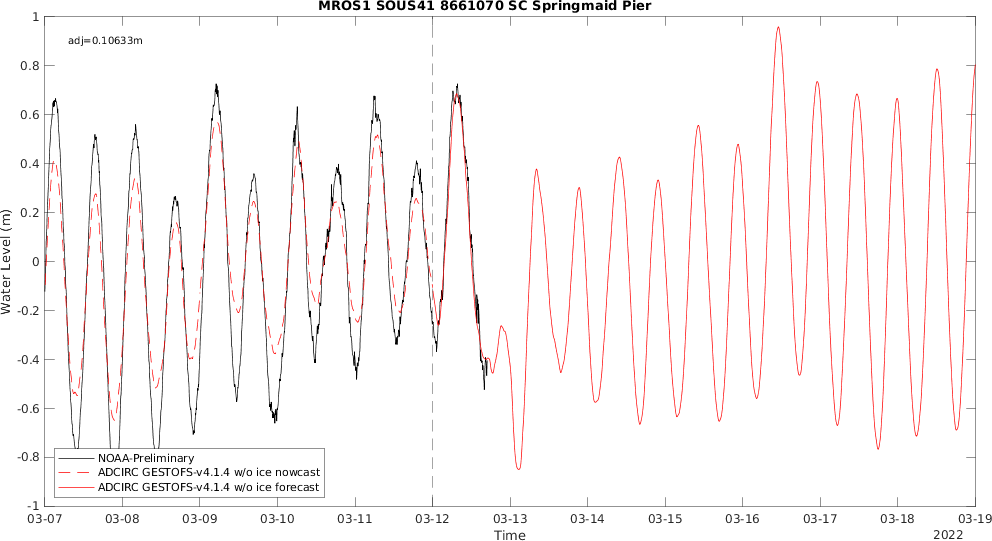 MROS1 SOUS41 8661070 SC Springmaid Pier
adj=0.10633m
1
0.8
0.6
0.4
0.2
0
-0.2
-0.4
-0.6
-0.8
-1
Water Level (m)
NOAA-Preliminary
ADCIRC GESTOFS-v4.1.4 w/o ice nowcast
ADCIRC GESTOFS-v4.1.4 w/o ice forecast
03-07 03-08 03-09 03-10 03-11 03-12 03-13 03-14 03-15 03-16 03-17 03-18 03-19
Time
2022